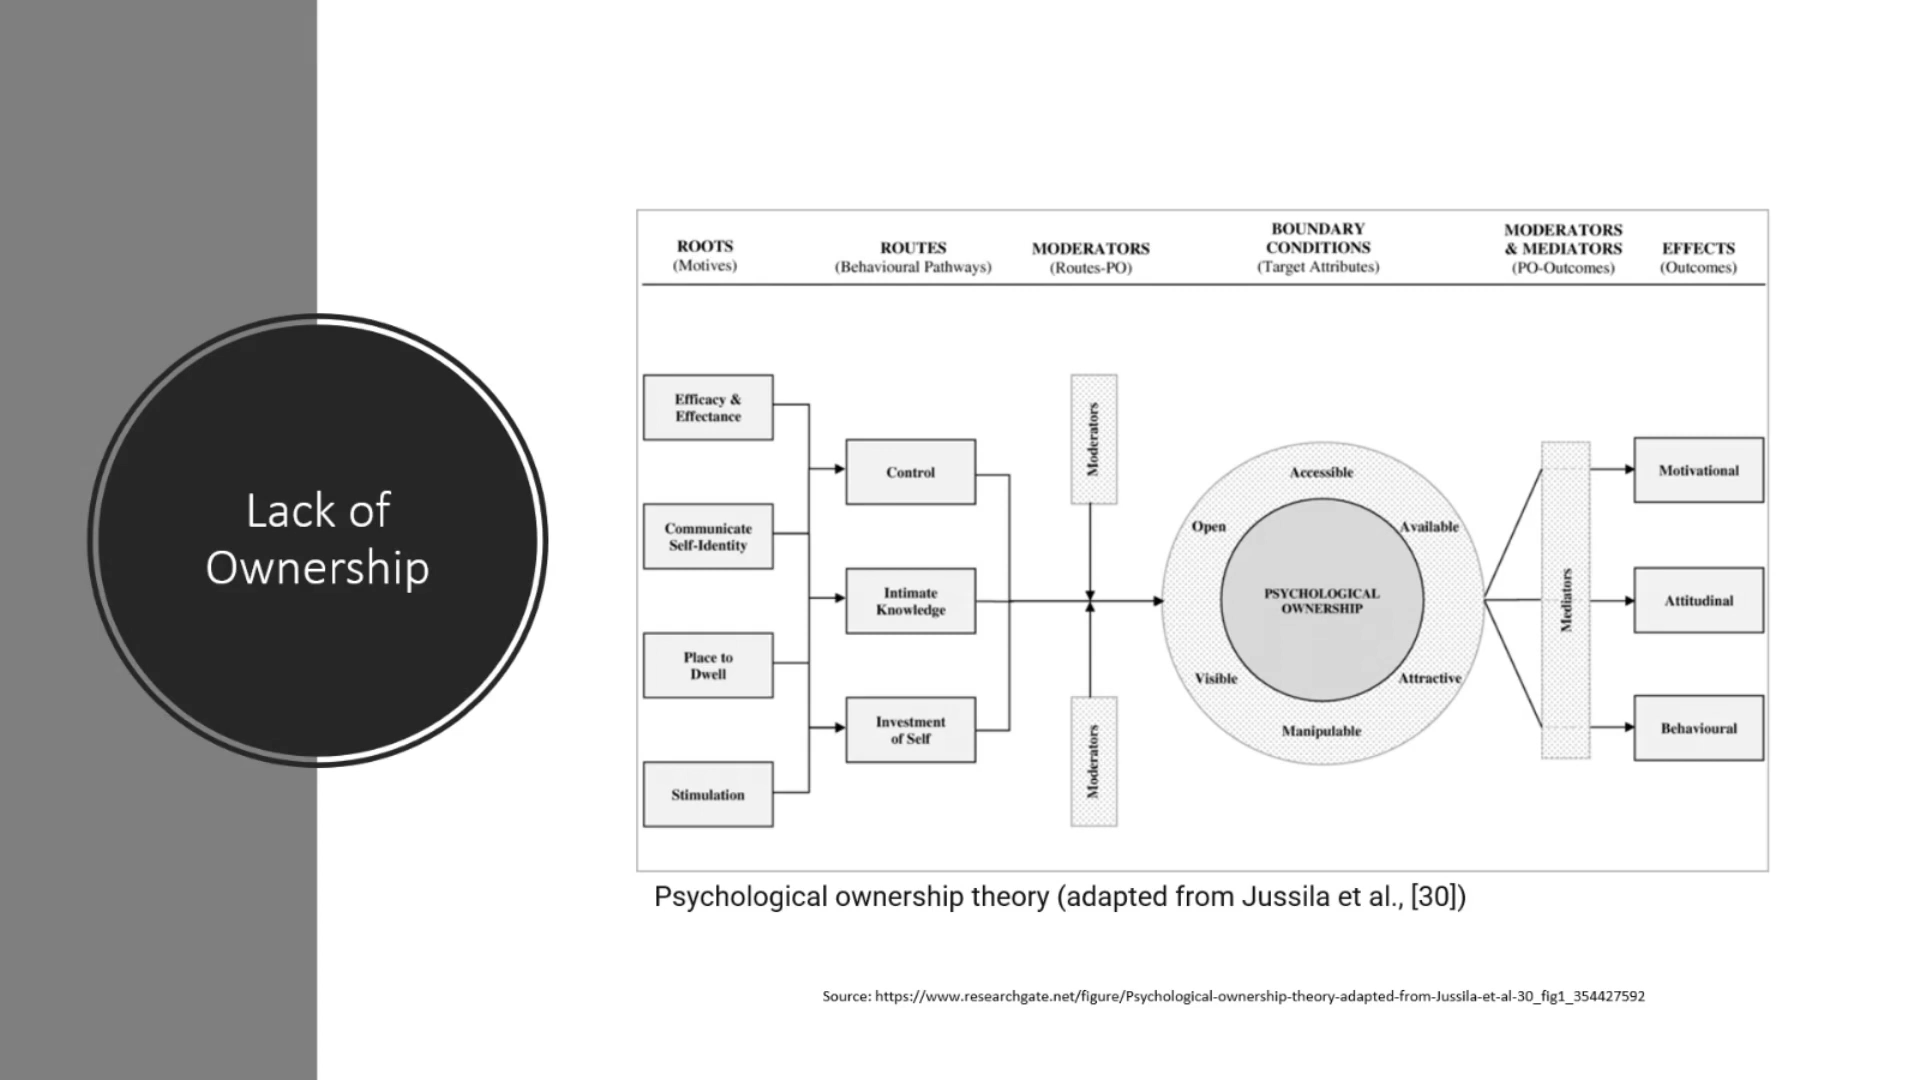 Lack of
Ownership
ROOTS
(Motives)
ROUTES
(Behavioural Pathways)
MODERATORS
(Routes-PO)
BOUNDARY
CONDITIONS
(Target Attributes)
MODERATORS
& MEDIATORS
(PO-Outcomes)
EFFECTS
(Outcomes)
Efficacy &
Effectance
Communicate
Self-Identity
Place to
Dwell
Stimulation
Control
Intimate
Knowledge
Investment
of Self
Moderators
Moderators
Accessible
Open
Available
PSYCHOLOGICAL
OWNERSHIP
Visible
Attractive
Manipulable
Mediators
Motivational
Attitudinal
Behavioural
Psychological ownership theory (adapted from Jussila et al., [30])
Source: https://www.researchgate.net/figure/Psychological-ownership-theory-adapted-from-Jussila-et-al-30_fig1_354427592